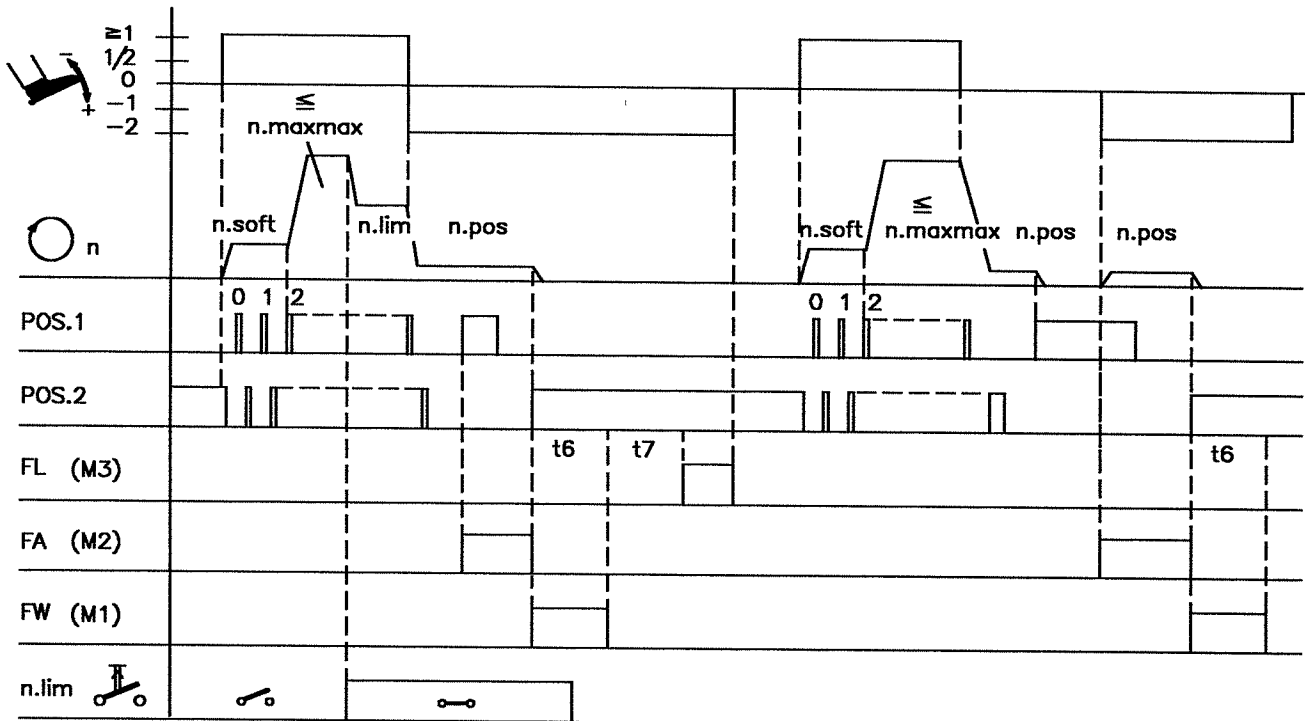 ≧1
1/2
0
-1
-2
- +
≦
n.maxmax
n.soft n.lim n.pos
n.soft ≦ n.maxmax n.pos n.pos
n
POS.1 0 1 2 0 1 2
POS.2
FL (M3) t6 t7 t6
FA (M2)
FW (M1)
n.lim